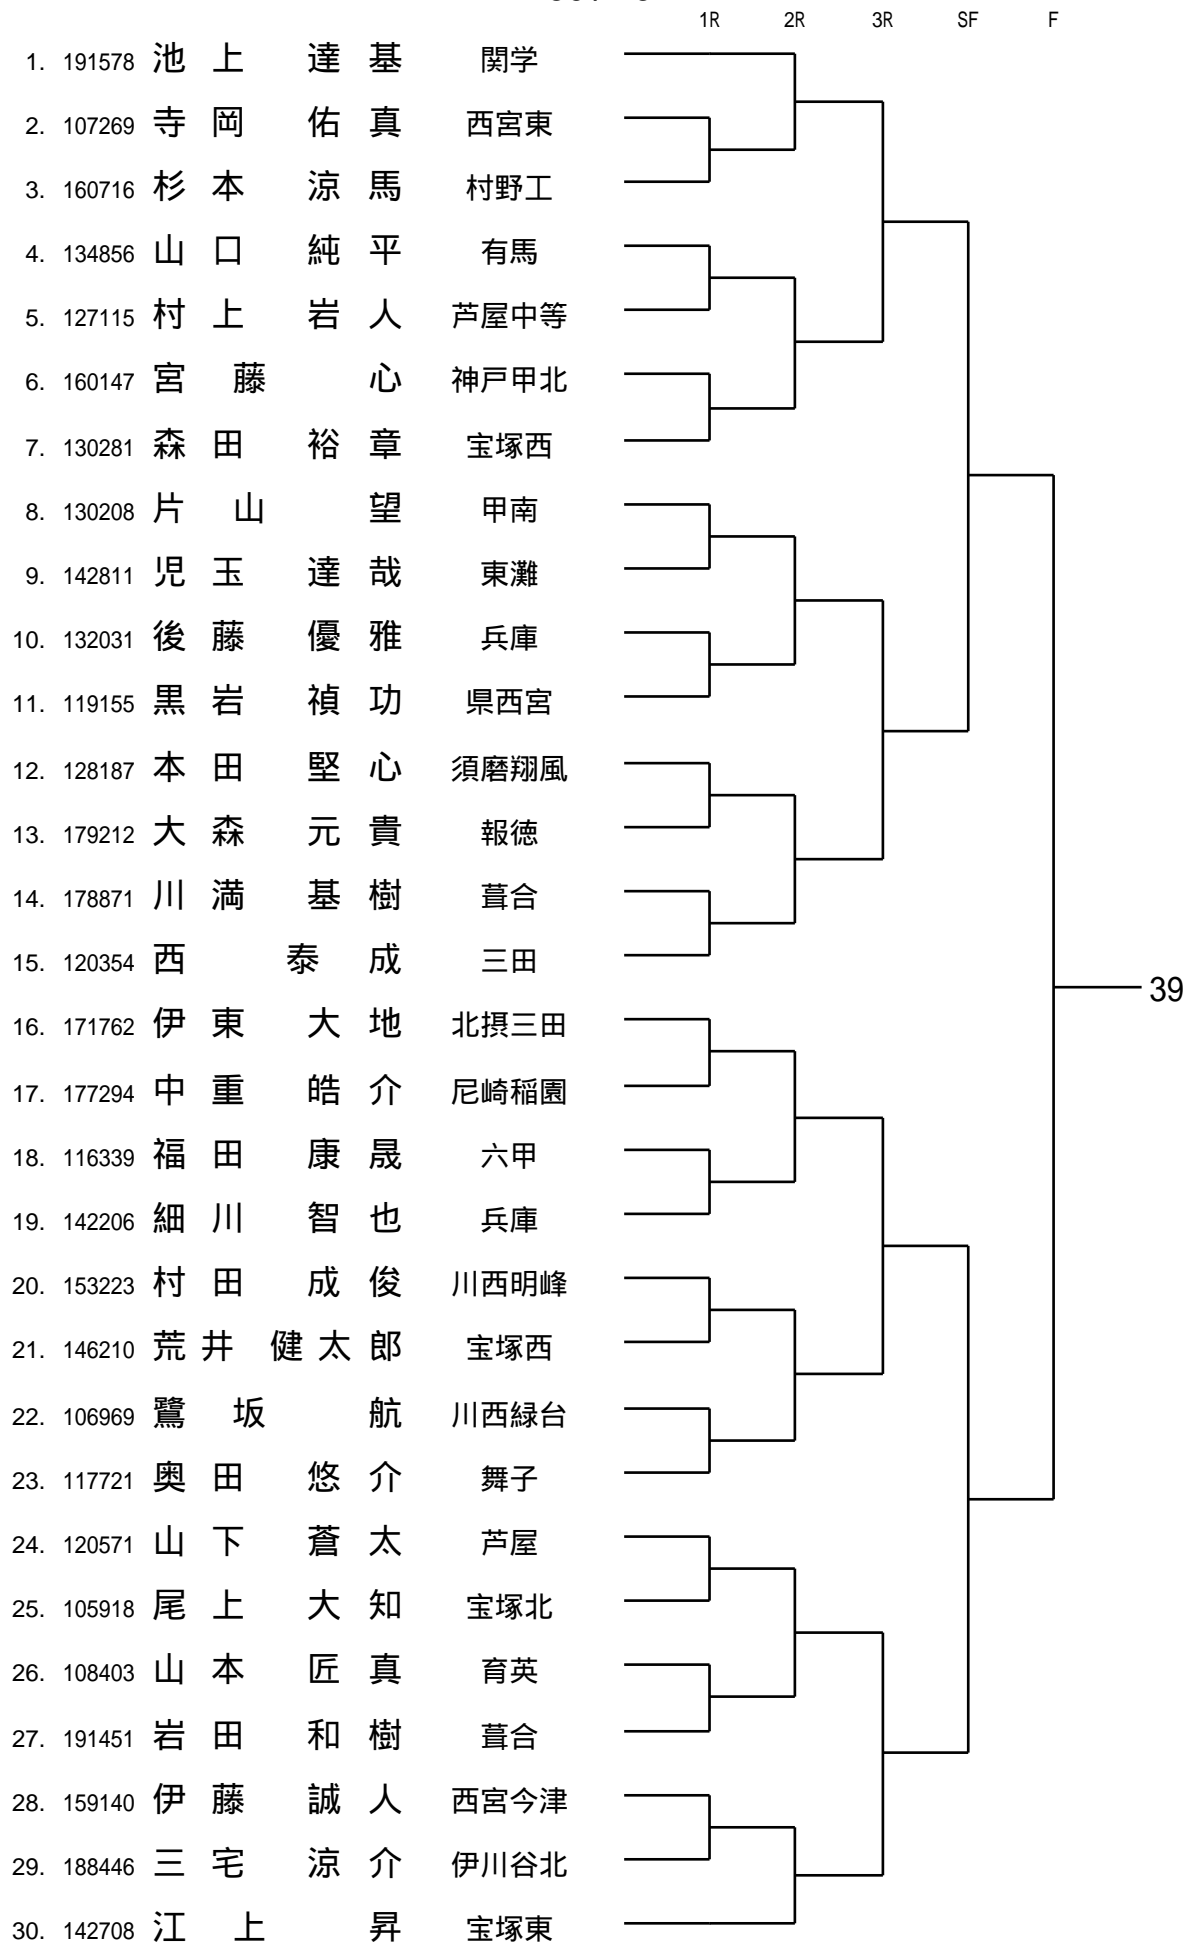 1R 2R 3R SF F
1. 191578 池上 達基 関学
2. 107269 寺岡 佑真 西宮東
3. 160716 杉本 涼馬 村野工
4. 134856 山口 純平 有馬
5. 127115 村上 岩人 芦屋中等
6. 160147 宮藤 心 神戸甲北
7. 130281 森田 裕章 宝塚西
8. 130208 片山 望 甲南
9. 142811 児玉 達哉 東灘
10. 132031 後藤 優雅 兵庫
11. 119155 黒岩 禎功 県西宮
12. 128187 本田 堅心 須磨翔風
13. 179212 大森 元貴 報徳
14. 178871 川満 基樹 葺合
15. 120354 西 泰成 三田
39
16. 171762 伊東 大地 北摂三田
17. 177294 中重 皓介 尼崎稲園
18. 116339 福田 康晟 六甲
19. 142206 細川 智也 兵庫
20. 153223 村田 成俊 川西明峰
21. 146210 荒井 健太郎 宝塚西
22. 106969 鷺坂 航 川西緑台
23. 117721 奥田 悠介 舞子
24. 120571 山下 蒼太 芦屋
25. 105918 尾上 大知 宝塚北
26. 108403 山本 匠真 育英
27. 191451 岩田 和樹 葺合
28. 159140 伊藤 誠人 西宮今津
29. 188446 三宅 涼介 伊川谷北
30. 142708 江上 昇 宝塚東